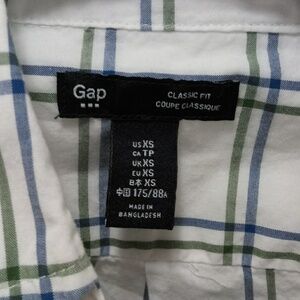 Gap
CLASSIC FIT
COUPE CLASSIQUE
US XS
CA TP
UK XS
EU XS
日本 XS
中国 175/88A
MADE IN
BANGLADESH